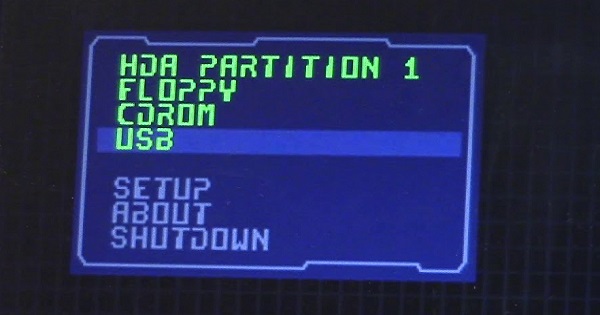 HDA PARTITION 1
FLOPPY
CDROM
USB
SETUP
ABOUT
SHUTDOWN